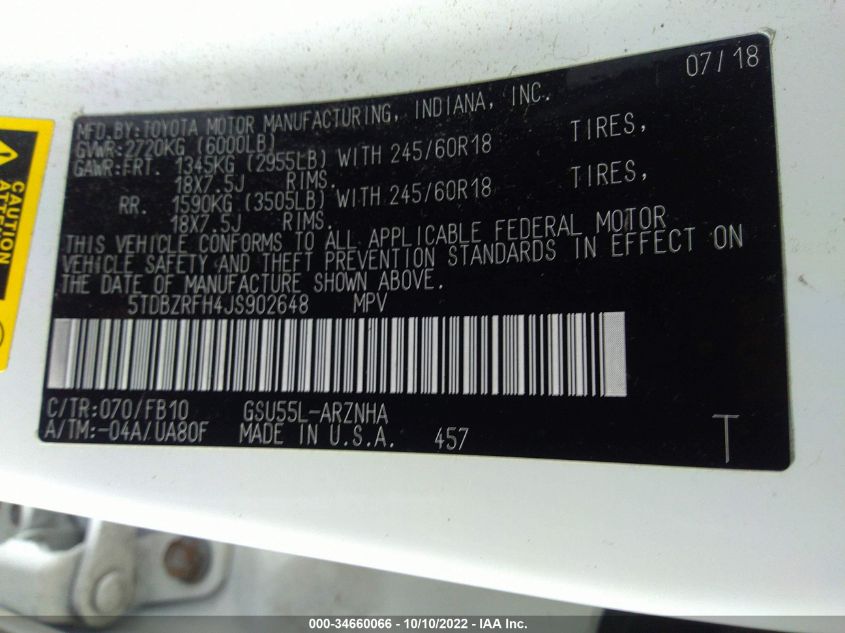 07/18
MFD.BY:TOYOTA MOTOR MANUFACTURING, INDIANA, INC.
GVWR:2720KG (6000LB)
GAWR:FRT. 1345KG (2955LB) WITH 245/60R18 TIRES,
18X7.5J RIMS.
RR. 1590KG (3505LB) WITH 245/60R18 TIRES,
18X7.5J RIMS.
THIS VEHICLE CONFORMS TO ALL APPLICABLE FEDERAL MOTOR
VEHICLE SAFETY AND THEFT PREVENTION STANDARDS IN EFFECT ON
THE DATE OF MANUFACTURE SHOWN ABOVE.
5TDBZRFH4JS902648 MPV
C/TR:070/FB10 GSU55L-ARZNHA
A/TM:-04A/UA80F MADE IN U.S.A. 457 T
CAUTION
000-34660066 - 10/10/2022 - IAA Inc.